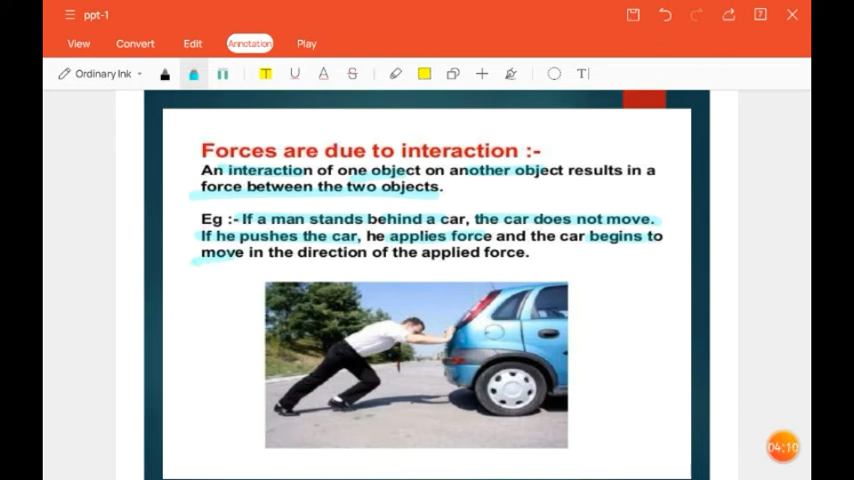 ppt-1
7
View Convert Edit Annotation Play
Ordinary Ink
Forces are due to interaction :-
An interaction of one object on another object results in a
force between the two objects.
Eg :- If a man stands behind a car, the car does not move.
If he pushes the car, he applies force and the car begins to
move in the direction of the applied force.
04:10